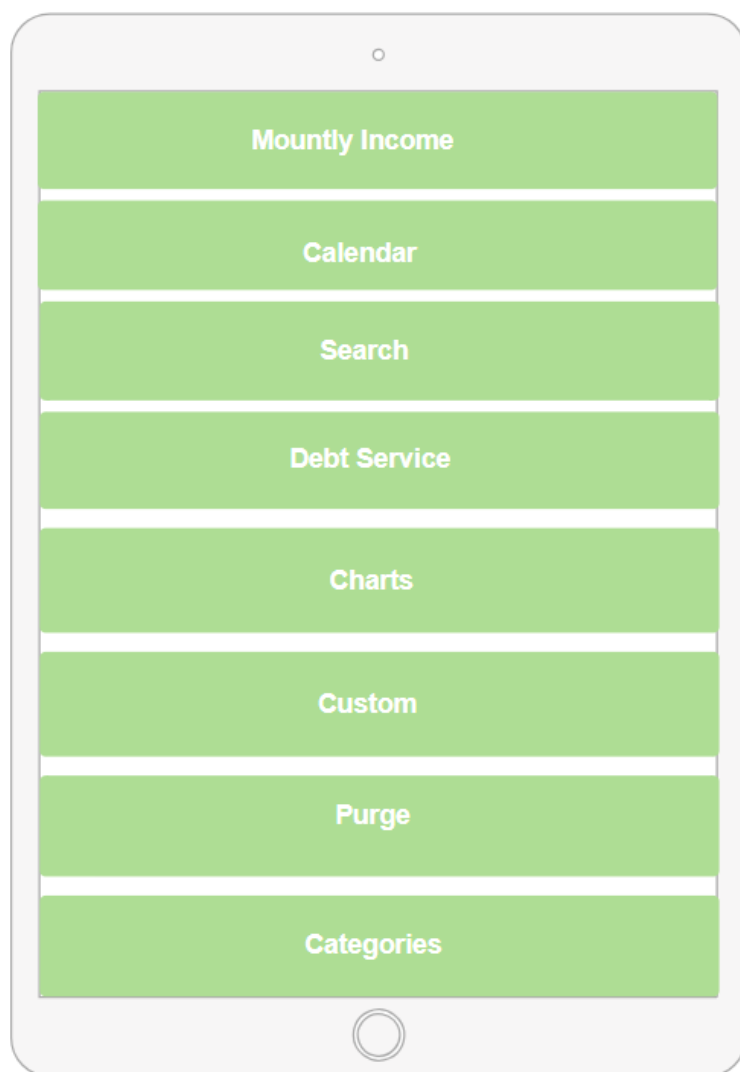 Mountly Income
Calendar
Search
Debt Service
Charts
Custom
Purge
Categories